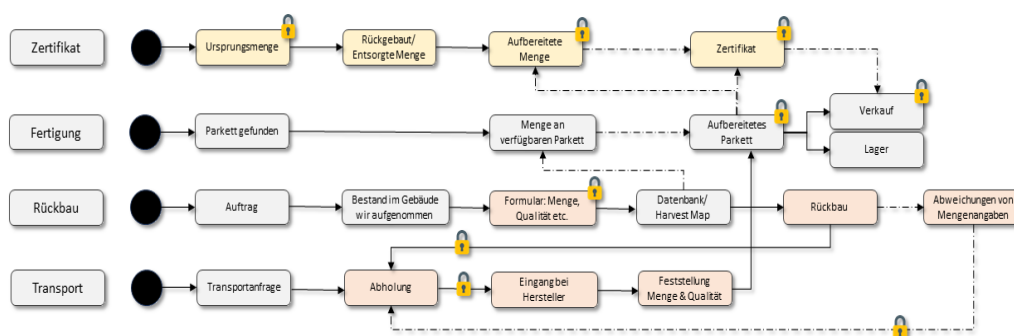 Zertifikat
Ursprungsmenge
Rückgebaut/
Entsorgte Menge
Aufbereitete
Menge
Zertifikat
Verkauf
Fertigung
Parkett gefunden
Menge an
verfügbaren Parkett
Aufbereitetes
Parkett
Lager
Rückbau
Auftrag
Bestand im Gebäude
wir aufgenommen
Formular: Menge,
Qualität etc.
Datenbank/
Harvest Map
Rückbau
Abweichungen von
Mengenangaben
Transport
Transportanfrage
Abholung
Eingang bei
Hersteller
Feststellung
Menge & Qualität